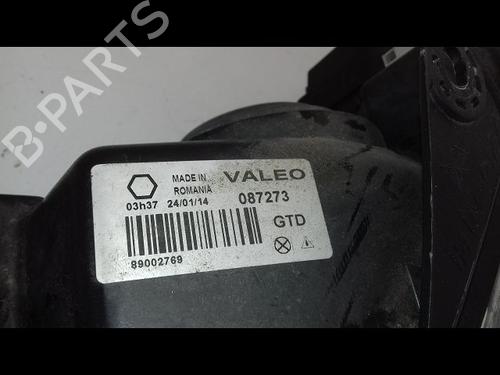 B-PARTS
MADE IN ROMANIA VALEO
03h37 24/01/14 087273
GTD
89002769